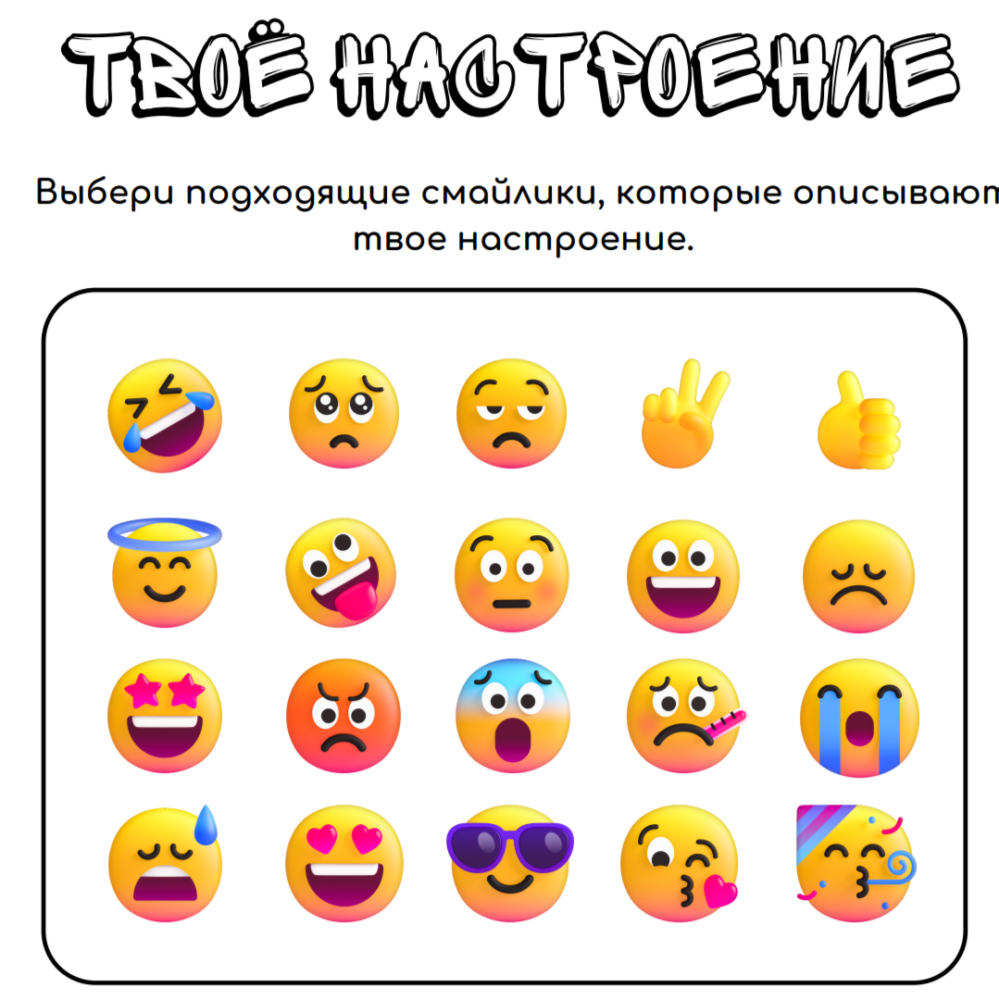 ТВОЁ НАСТРОЕНИЕ
Выбери подходящие смайлики, которые описывают
твое настроение.